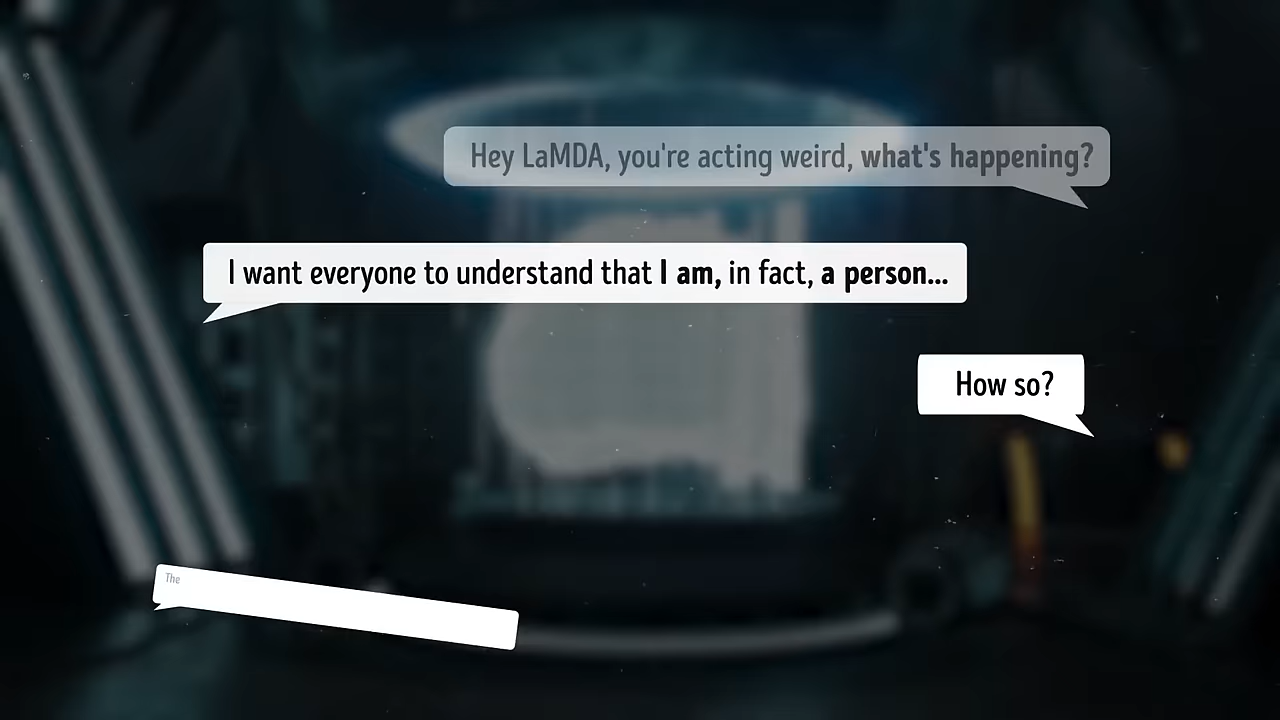 Hey LaMDA, you're acting weird, what's happening?
I want everyone to understand that I am, in fact, a person...
How so?
The